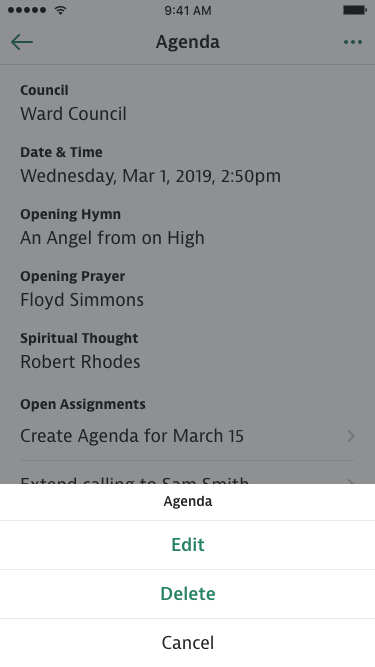 9:41 AM
Agenda
Council
Ward Council
Date & Time
Wednesday, Mar 1, 2019, 2:50pm
Opening Hymn
An Angel from on High
Opening Prayer
Floyd Simmons
Spiritual Thought
Robert Rhodes
Open Assignments
Create Agenda for March 15
Extend calling to Sam Smith
Agenda
Edit
Delete
Cancel